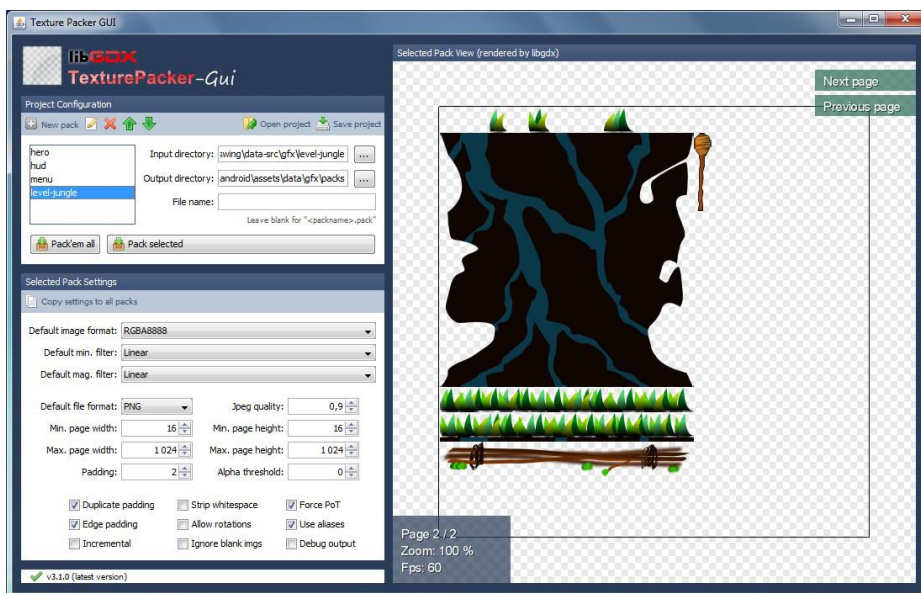 Texture Packer GUI
libGDX
TexturePacker-Gui
Project Configuration
New pack
Open project
Save project
hero
hud
menu
level-jungle
Input directory: wing\data-src\gfx\level-jungle ...
Output directory: android\assets\data\gfx\packs ...
File name:
Leave blank for "<packname>.pack"
Pack'em all
Pack selected
Selected Pack Settings
Copy settings to all packs
Default image format: RGBA8888
Default min. filter: Linear
Default mag. filter: Linear
Default file format: PNG
Jpeg quality: 0,9
Min. page width: 16
Min. page height: 16
Max. page width: 1 024
Max. page height: 1 024
Padding: 2
Alpha threshold: 0
Duplicate padding
Strip whitespace
Force PoT
Edge padding
Allow rotations
Use aliases
Incremental
Ignore blank imgs
Debug output
v3.1.0 (latest version)
Selected Pack View (rendered by libgdx)
Next page
Previous page
Page 2 / 2
Zoom: 100 %
Fps: 60